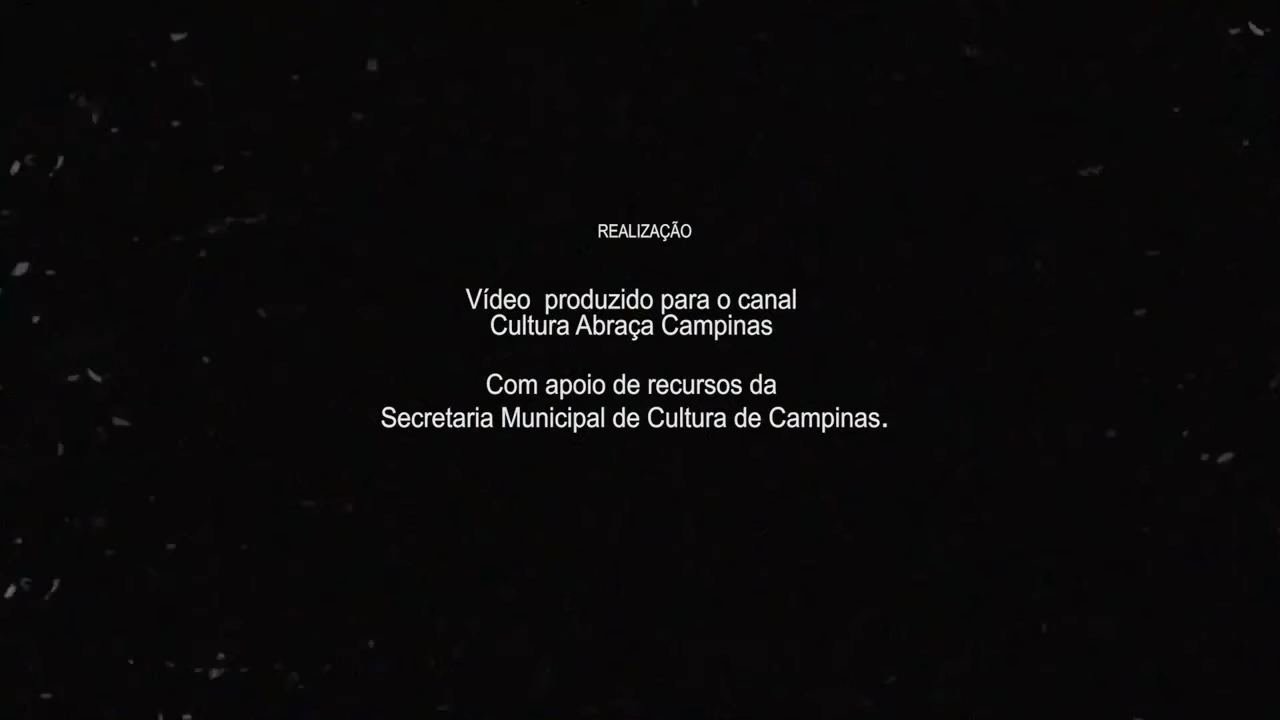 REALIZAÇÃO
Vídeo produzido para o canal
Cultura Abraça Campinas
Com apoio de recursos da
Secretaria Municipal de Cultura de Campinas.